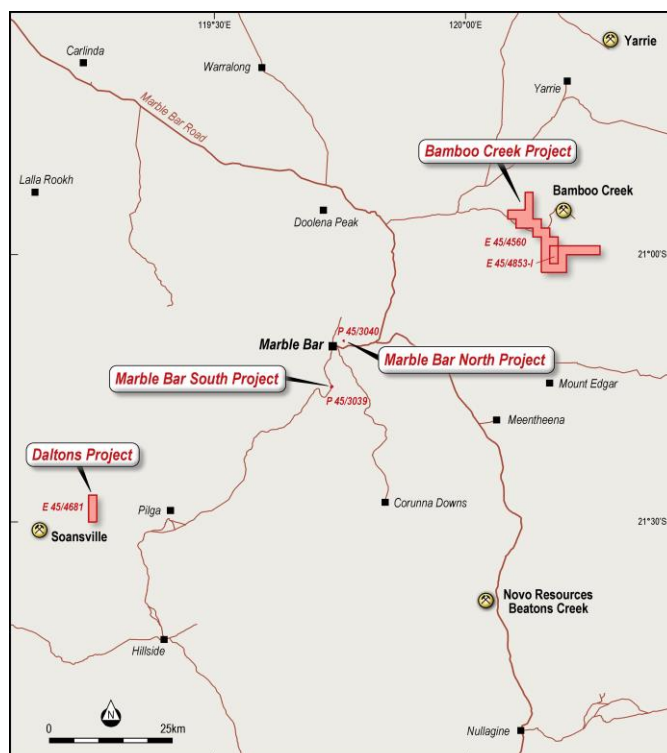 119°30'E
120°00'E
Carlinda
Yarrie
Warralong
Yarrie
Marble Bar Road
Bamboo Creek Project
Lalla Rookh
Bamboo Creek
Doolena Peak
E 45/4560
21°00'S
E 45/4853-I
P 45/3040
Marble Bar
Marble Bar North Project
Marble Bar South Project
Mount Edgar
P 45/3039
Meentheena
Daltons Project
E 45/4681
Pilga
Corunna Downs
21°30'S
Soansville
Novo Resources
Beatons Creek
Hillside
N
0
25km
Nullagine